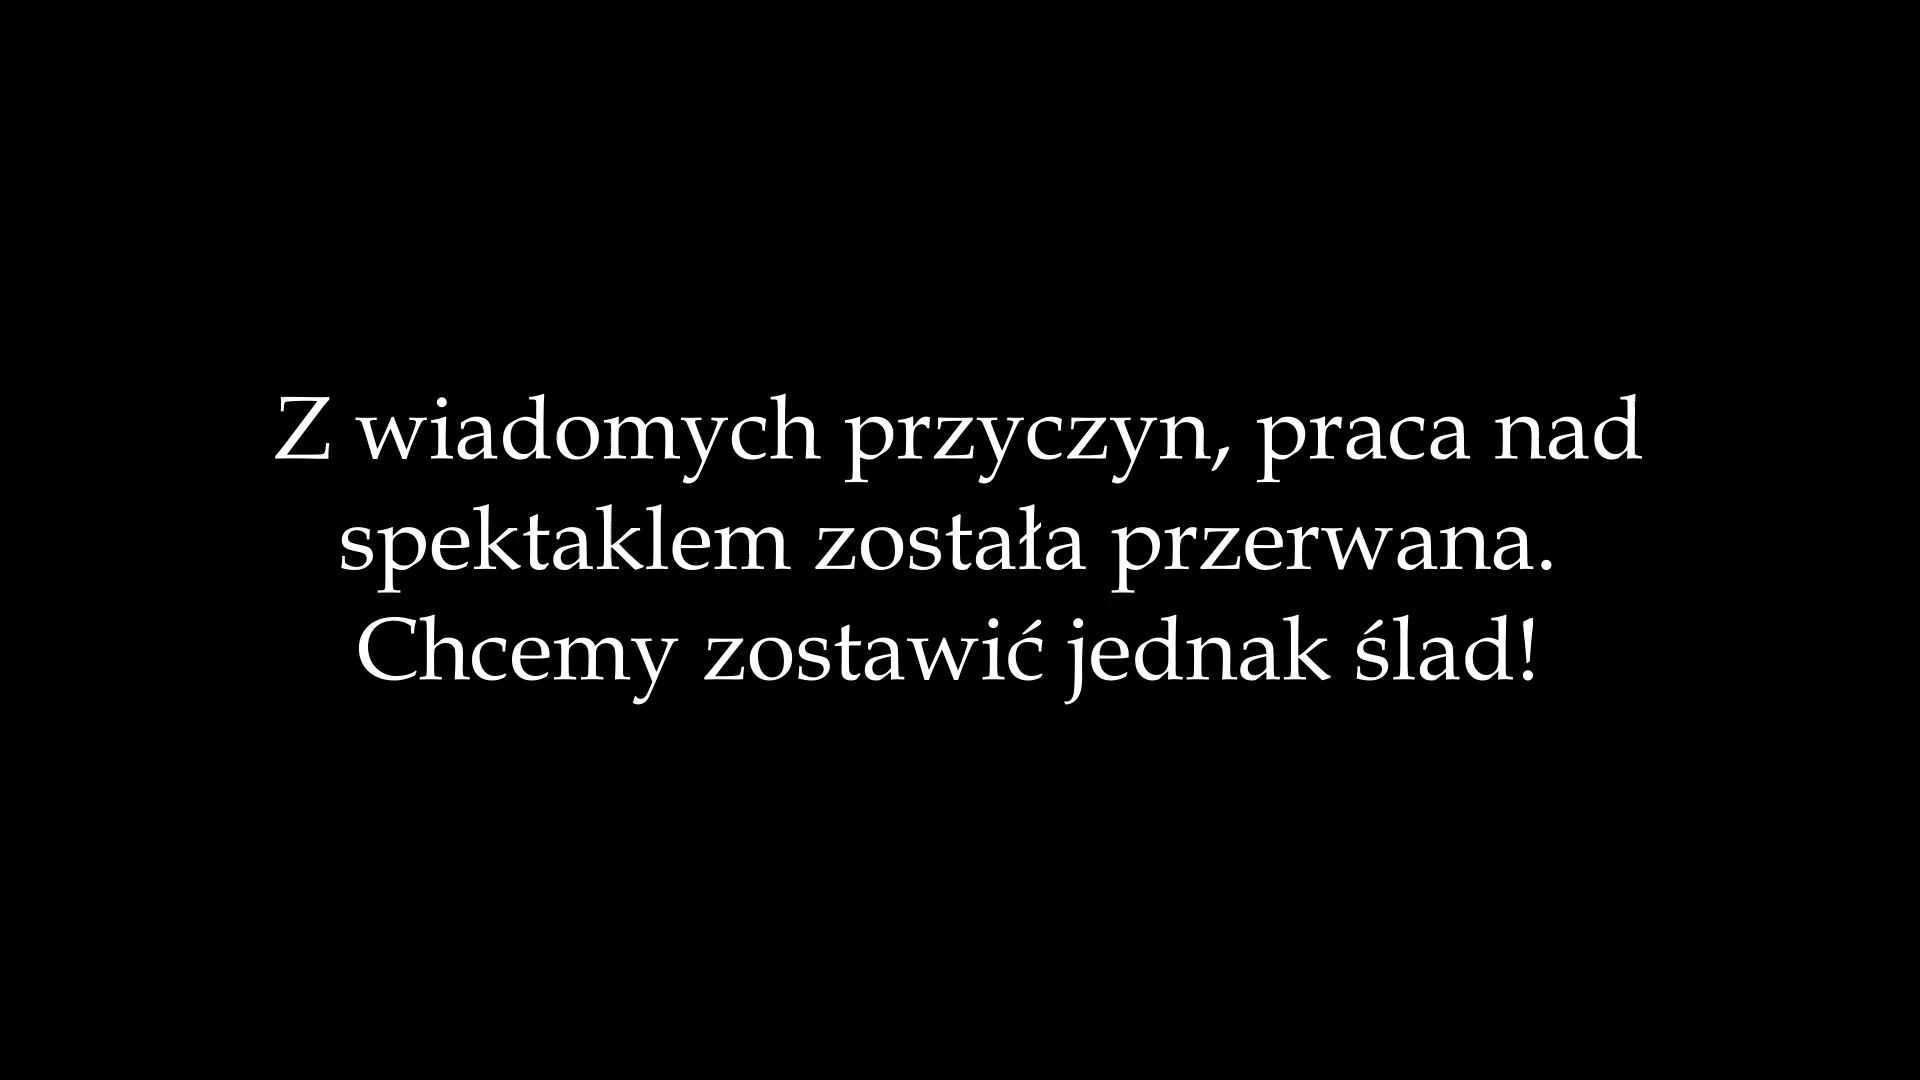 Z wiadomych przyczyn, praca nad
spektaklem została przerwana.
Chcemy zostawić jednak ślad!